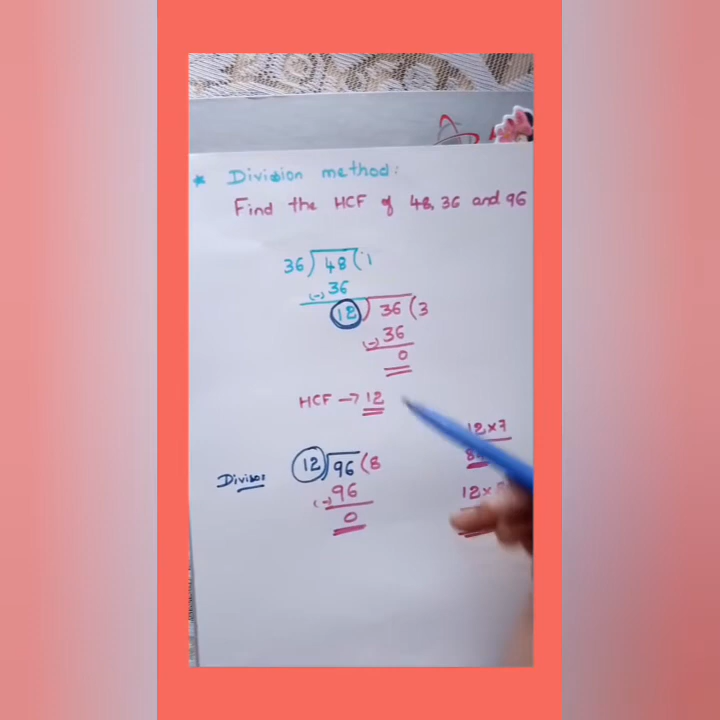 * Division method:
Find the HCF of 48, 36 and 96
36)48(1
(-)36
12)36(3
(-)36
0
HCF → 12
12×7
Divisor 12)96(8
(-)96
0
12×